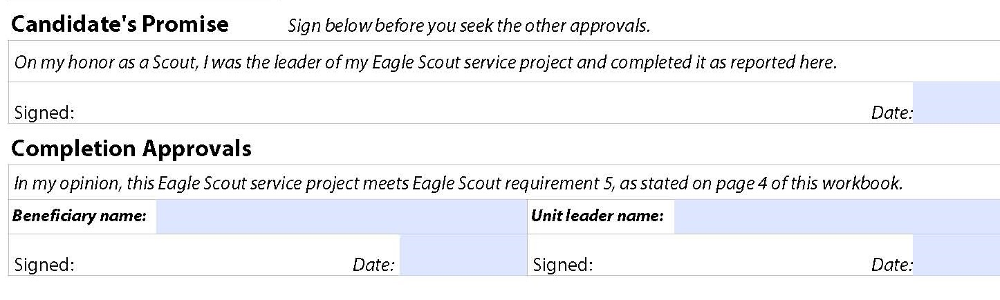 Candidate's Promise Sign below before you seek the other approvals.
On my honor as a Scout, I was the leader of my Eagle Scout service project and completed it as reported here.
Signed: Date:
Completion Approvals
In my opinion, this Eagle Scout service project meets Eagle Scout requirement 5, as stated on page 4 of this workbook.
Beneficiary name: Unit leader name:
Signed: Date: Signed: Date: